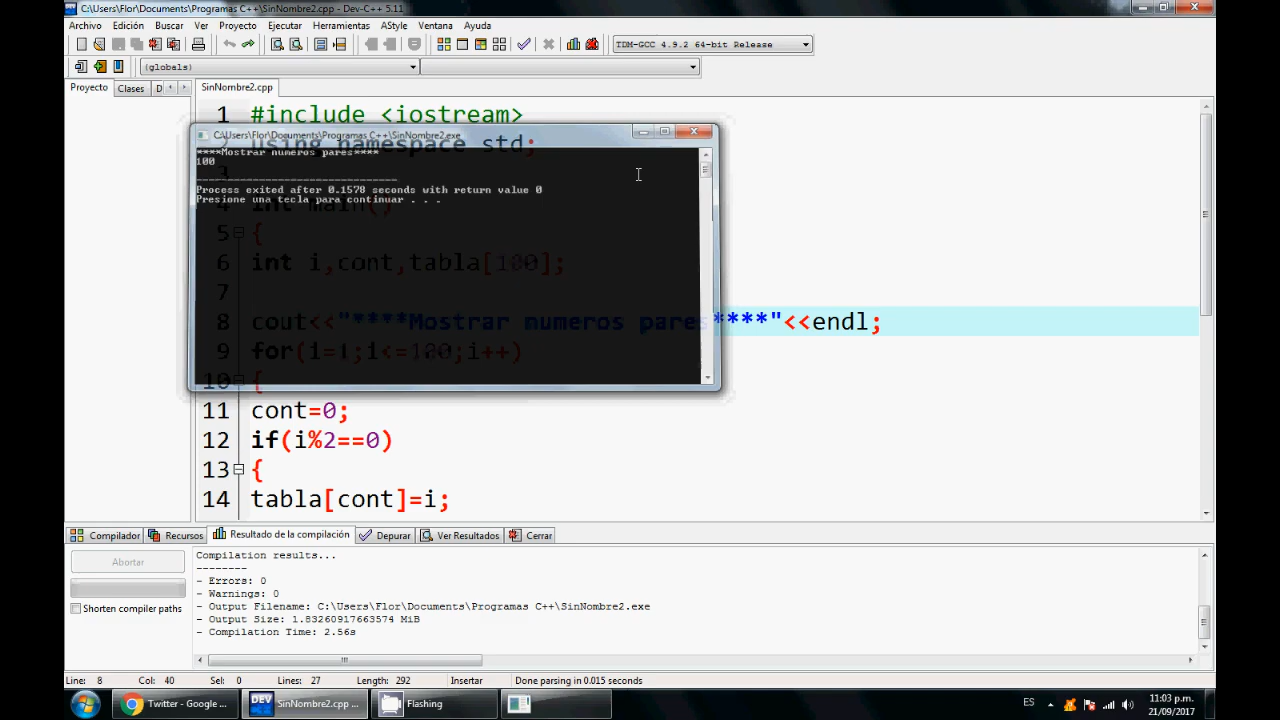 C:\Users\Flor\Documents\Programas C++\SinNombre2.cpp - Dev-C++ 5.11
Archivo Edición Buscar Ver Proyecto Ejecutar Herramientas AStyle Ventana Ayuda
TDM-GCC 4.9.2 64-bit Release
(globals)
Proyecto Clases D
SinNombre2.cpp
1 #include <iostream>
C:\Users\Flor\Documents\Programas C++\SinNombre2.exe
using namespace std;
****Mostrar numeros pares****
100
--------------------------------
Process exited after 0.1578 seconds with return value 0
Presione una tecla para continuar . . .
4 int main()
5 {
6 int i,cont,tabla[100];
7
8 cout<<"****Mostrar numeros pares****"<<endl;
9 for(i=1;i<=100;i++)
10 {
11 cont=0;
12 if(i%2==0)
13 {
14 tabla[cont]=i;
Compilador Recursos Resultado de la compilación Depurar Ver Resultados Cerrar
Abortar
Shorten compiler paths
Compilation results...
--------
- Errors: 0
- Warnings: 0
- Output Filename: C:\Users\Flor\Documents\Programas C++\SinNombre2.exe
- Output Size: 1.83260917663574 MiB
- Compilation Time: 2.56s
Line: 8 Col: 40 Sel: 0 Lines: 27 Length: 292 Insertar Done parsing in 0.015 seconds
Twitter - Google ... DEV SinNombre2.cpp ... Flashing
ES 11:03 p.m.
21/09/2017